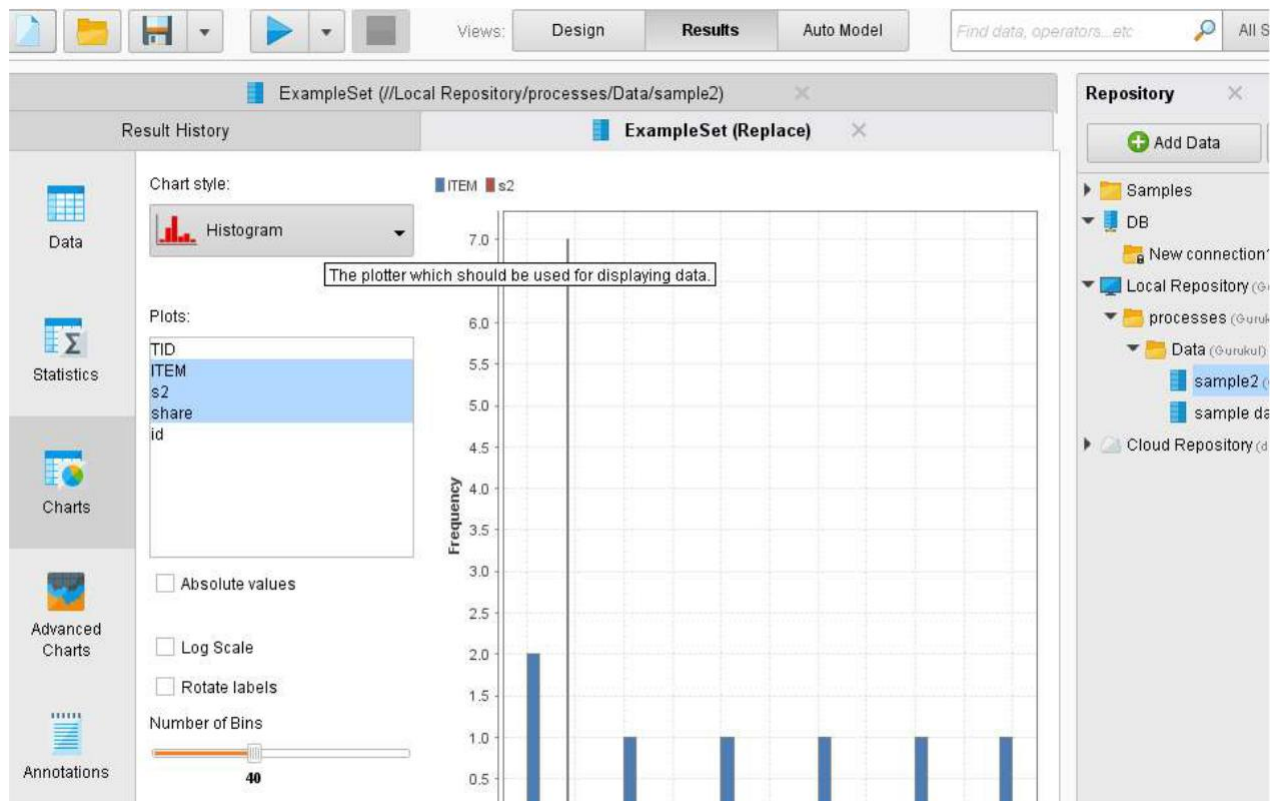 Views: Design Results Auto Model Find data, operators...etc All S
ExampleSet (//Local Repository/processes/Data/sample2)
Result History ExampleSet (Replace)
Data
Statistics
Charts
Advanced
Charts
Annotations
Chart style:
Histogram
The plotter which should be used for displaying data.
Plots:
TID
ITEM
s2
share
id
Absolute values
Log Scale
Rotate labels
Number of Bins
40
ITEM s2
Frequency
7.0
6.0
5.5
5.0
4.5
4.0
3.5
3.0
2.5
2.0
1.5
1.0
0.5
Repository
Add Data
Samples
DB
New connection
Local Repository
processes (Guruk
Data (Gurukul)
sample2
sample da
Cloud Repository (d